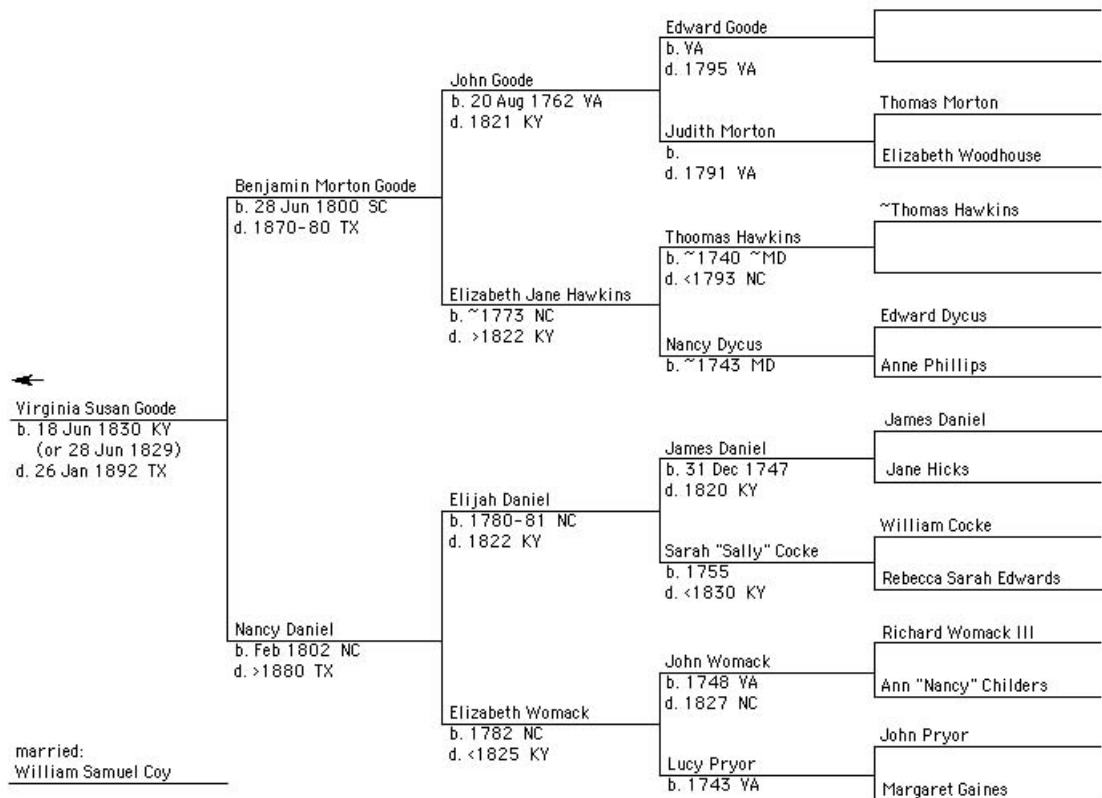 Edward Goode
b. VA
d. 1795 VA
John Goode
b. 20 Aug 1762 VA
d. 1821 KY
Thomas Morton
Judith Morton
b.
d. 1791 VA
Elizabeth Woodhouse
Benjamin Morton Goode
b. 28 Jun 1800 SC
d. 1870-80 TX
~Thomas Hawkins
Thoomas Hawkins
b. ~1740 ~MD
d. <1793 NC
Elizabeth Jane Hawkins
b. ~1773 NC
d. >1822 KY
Edward Dycus
Nancy Dycus
b. ~1743 MD
Anne Phillips
Virginia Susan Goode
b. 18 Jun 1830 KY
(or 28 Jun 1829)
d. 26 Jan 1892 TX
James Daniel
James Daniel
b. 31 Dec 1747
d. 1820 KY
Jane Hicks
Elijah Daniel
b. 1780-81 NC
d. 1822 KY
William Cocke
Sarah "Sally" Cocke
b. 1755
d. <1830 KY
Rebecca Sarah Edwards
Nancy Daniel
b. Feb 1802 NC
d. >1880 TX
Richard Womack III
John Womack
b. 1748 VA
d. 1827 NC
Ann "Nancy" Childers
Elizabeth Womack
b. 1782 NC
d. <1825 KY
John Pryor
Lucy Pryor
b. 1743 VA
Margaret Gaines
married:
William Samuel Coy